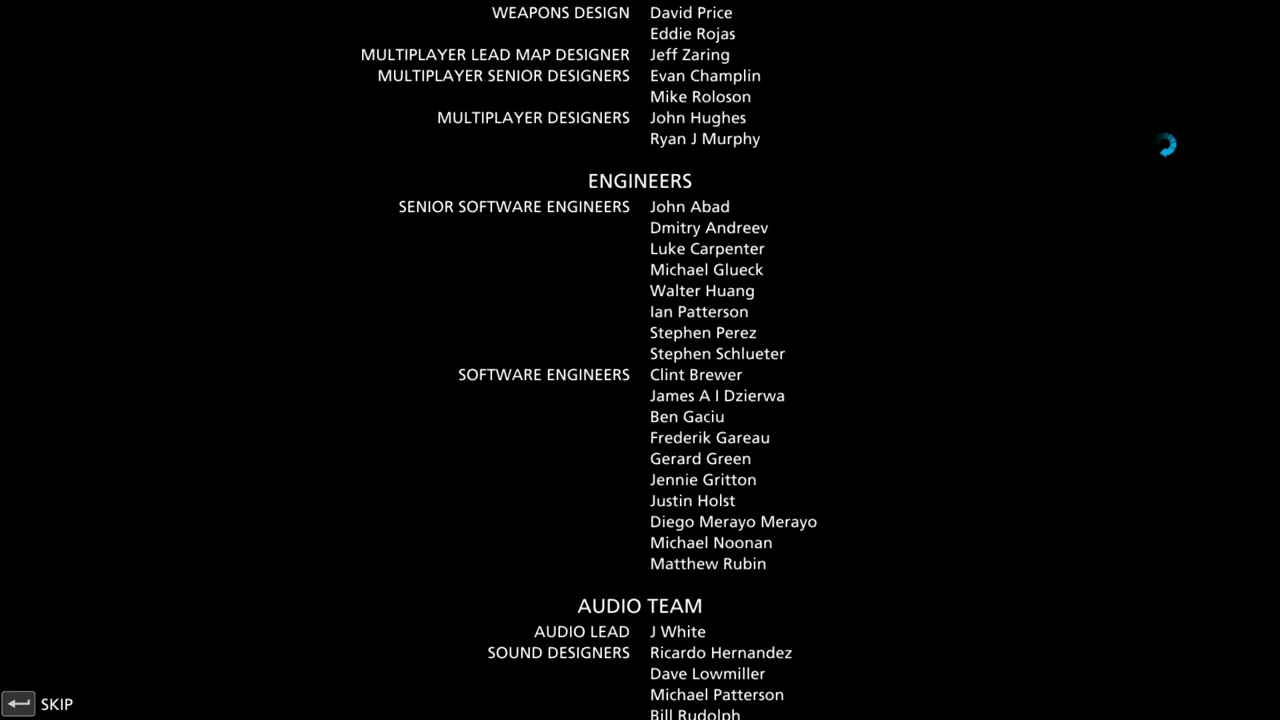 WEAPONS DESIGN David Price
Eddie Rojas
MULTIPLAYER LEAD MAP DESIGNER Jeff Zaring
MULTIPLAYER SENIOR DESIGNERS Evan Champlin
Mike Roloson
MULTIPLAYER DESIGNERS John Hughes
Ryan J Murphy
ENGINEERS
SENIOR SOFTWARE ENGINEERS John Abad
Dmitry Andreev
Luke Carpenter
Michael Glueck
Walter Huang
Ian Patterson
Stephen Perez
Stephen Schlueter
SOFTWARE ENGINEERS Clint Brewer
James A I Dzierwa
Ben Gaciu
Frederik Gareau
Gerard Green
Jennie Gritton
Justin Holst
Diego Merayo Merayo
Michael Noonan
Matthew Rubin
AUDIO TEAM
AUDIO LEAD J White
SOUND DESIGNERS Ricardo Hernandez
Dave Lowmiller
Michael Patterson
SKIP
Bill Rudolph